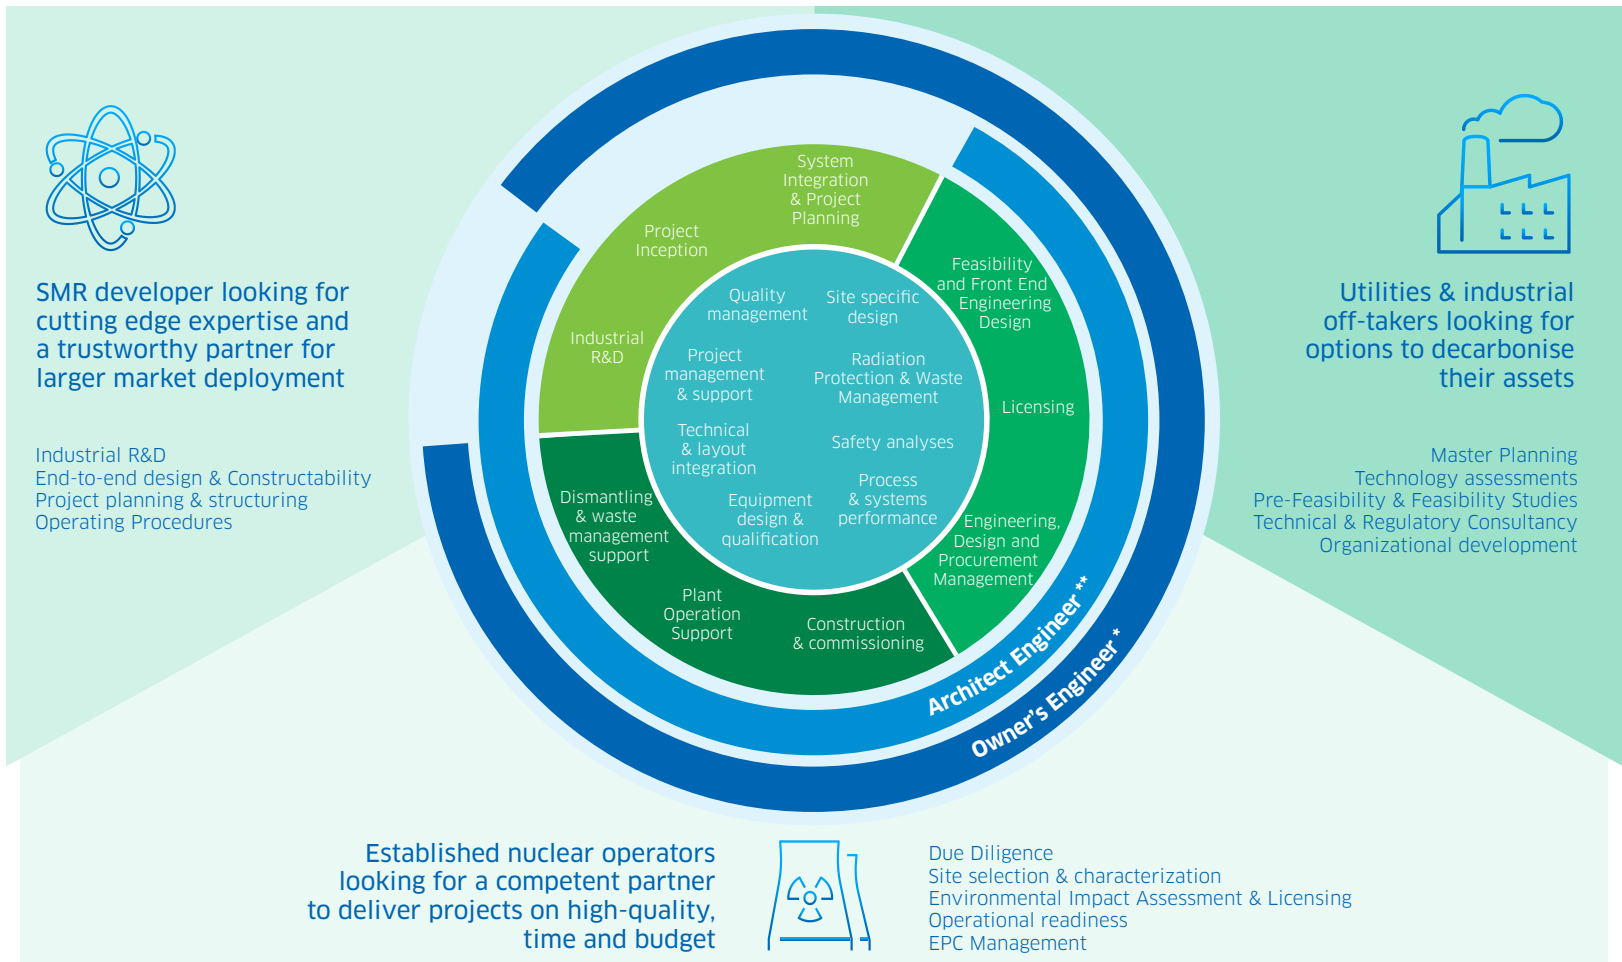 SMR developer looking for
cutting edge expertise and
a trustworthy partner for
larger market deployment
Industrial R&D
End-to-end design & Constructability
Project planning & structuring
Operating Procedures
System
Integration
& Project
Planning
Project
Inception
Industrial
R&D
Feasibility
and Front End
Engineering
Design
Licensing
Engineering,
Design and
Procurement
Management
Construction
& commissioning
Plant
Operation
Support
Dismantling
& waste
management
support
Quality
management
Site specific
design
Project
management
& support
Radiation
Protection & Waste
Management
Technical
& layout
integration
Safety analyses
Equipment
design &
qualification
Process
& systems
performance
Architect Engineer **
Owner's Engineer *
Utilities & industrial
off-takers looking for
options to decarbonise
their assets
Master Planning
Technology assessments
Pre-Feasibility & Feasibility Studies
Technical & Regulatory Consultancy
Organizational development
Established nuclear operators
looking for a competent partner
to deliver projects on high-quality,
time and budget
Due Diligence
Site selection & characterization
Environmental Impact Assessment & Licensing
Operational readiness
EPC Management